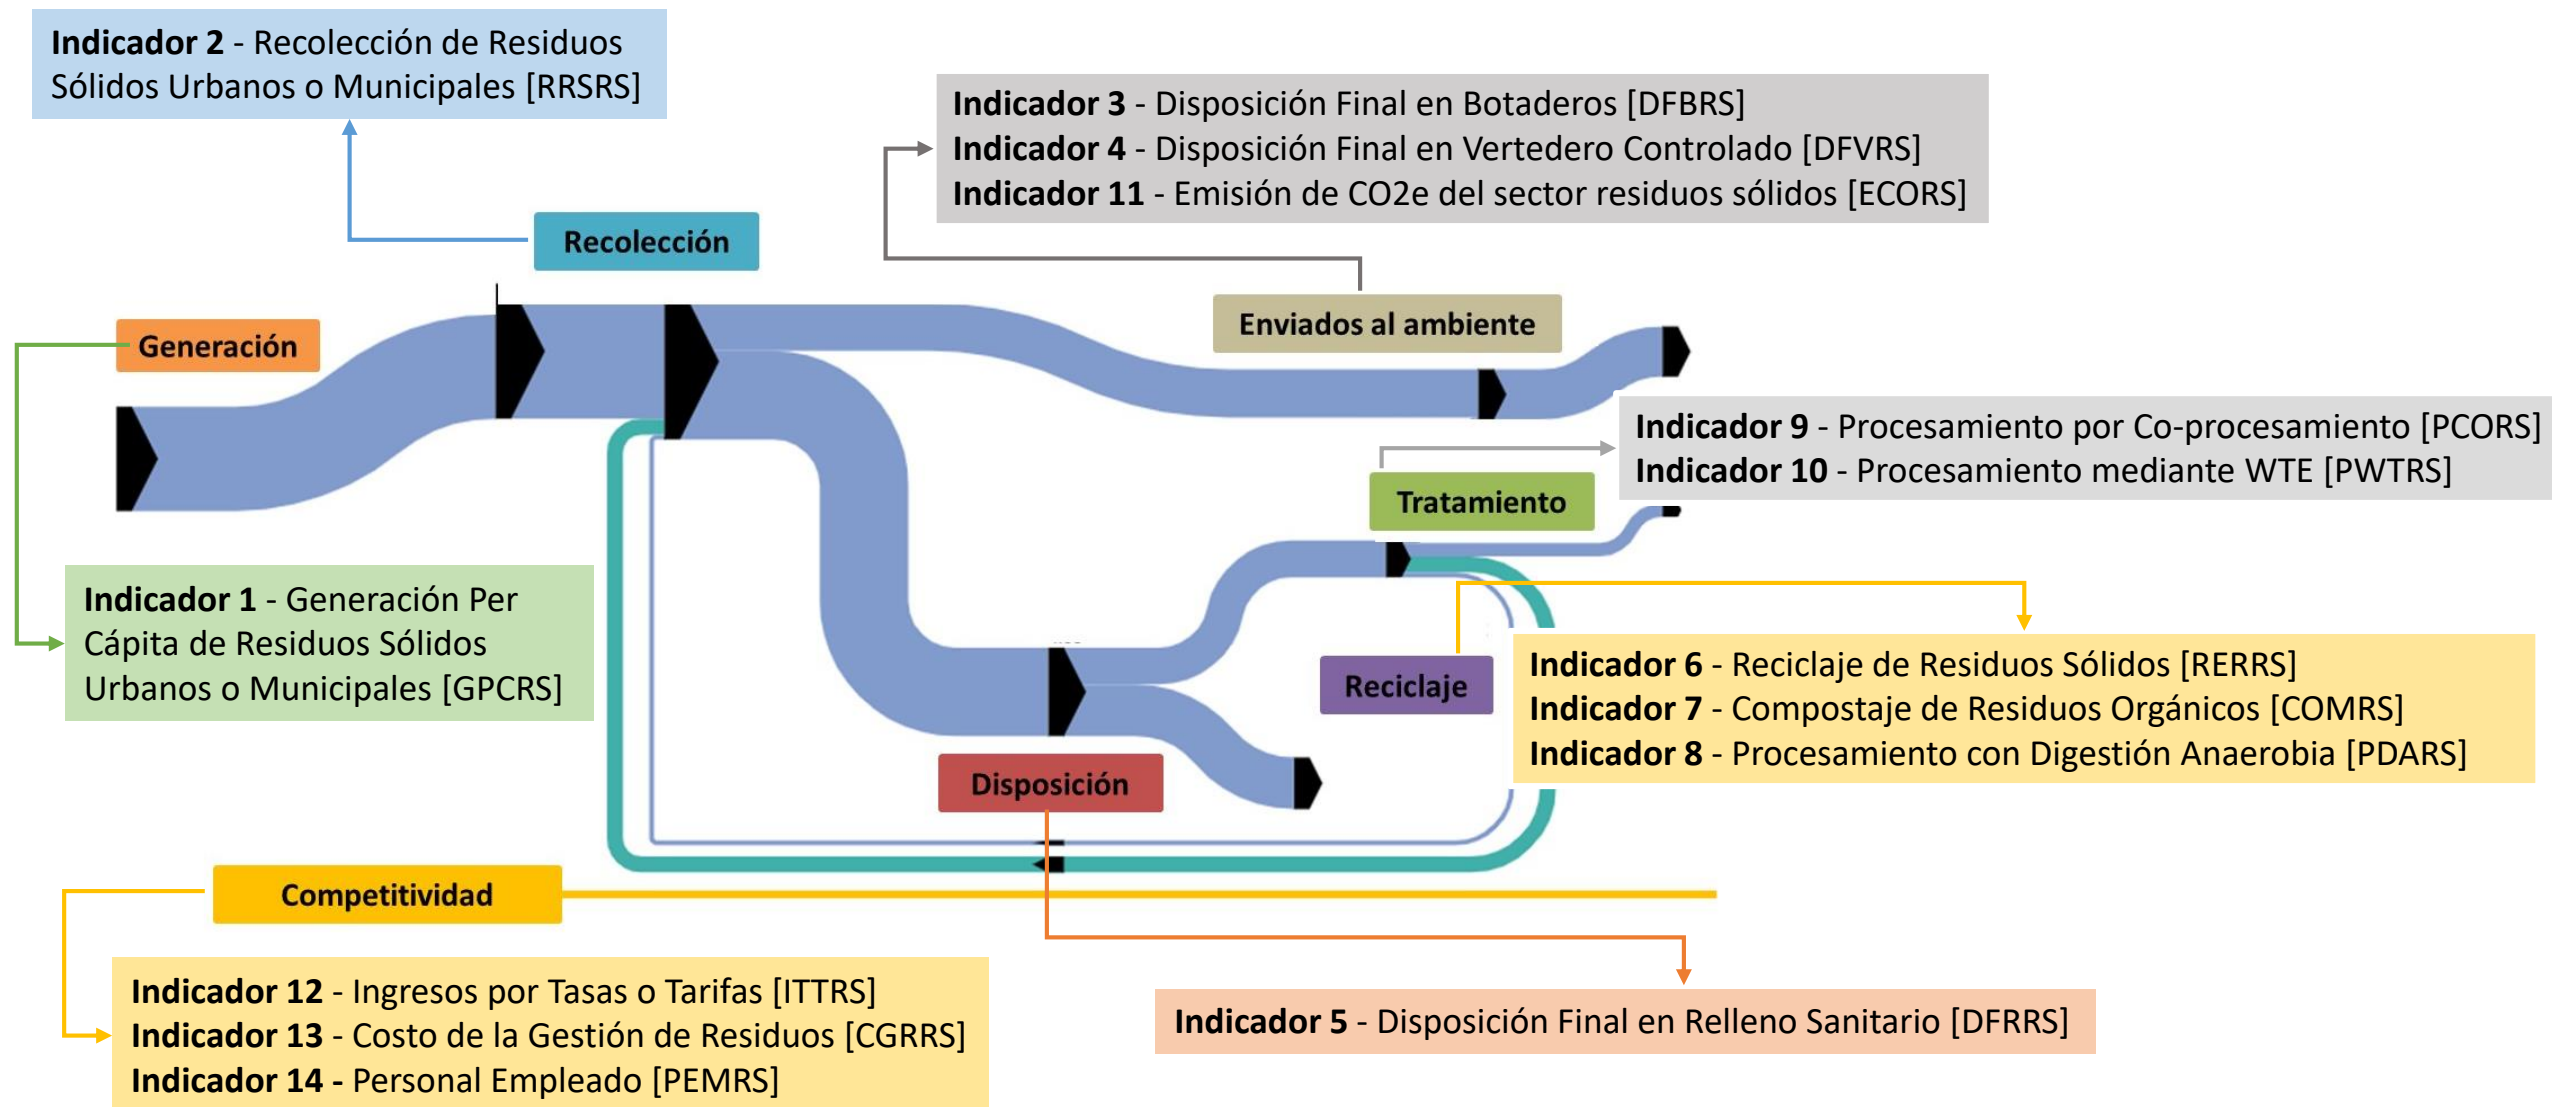 Indicador 2 - Recolección de Residuos
Sólidos Urbanos o Municipales [RRSRS]
Indicador 3 - Disposición Final en Botaderos [DFBRS]
Indicador 4 - Disposición Final en Vertedero Controlado [DFVRS]
Indicador 11 - Emisión de CO2e del sector residuos sólidos [ECORS]
Recolección
Enviados al ambiente
Generación
Indicador 9 - Procesamiento por Co-procesamiento [PCORS]
Indicador 10 - Procesamiento mediante WTE [PWTRS]
Tratamiento
Indicador 1 - Generación Per
Cápita de Residuos Sólidos
Urbanos o Municipales [GPCRS]
Reciclaje
Indicador 6 - Reciclaje de Residuos Sólidos [RERRS]
Indicador 7 - Compostaje de Residuos Orgánicos [COMRS]
Indicador 8 - Procesamiento con Digestión Anaerobia [PDARS]
Disposición
Competitividad
Indicador 12 - Ingresos por Tasas o Tarifas [ITTRS]
Indicador 13 - Costo de la Gestión de Residuos [CGRRS]
Indicador 14 - Personal Empleado [PEMRS]
Indicador 5 - Disposición Final en Relleno Sanitario [DFRRS]